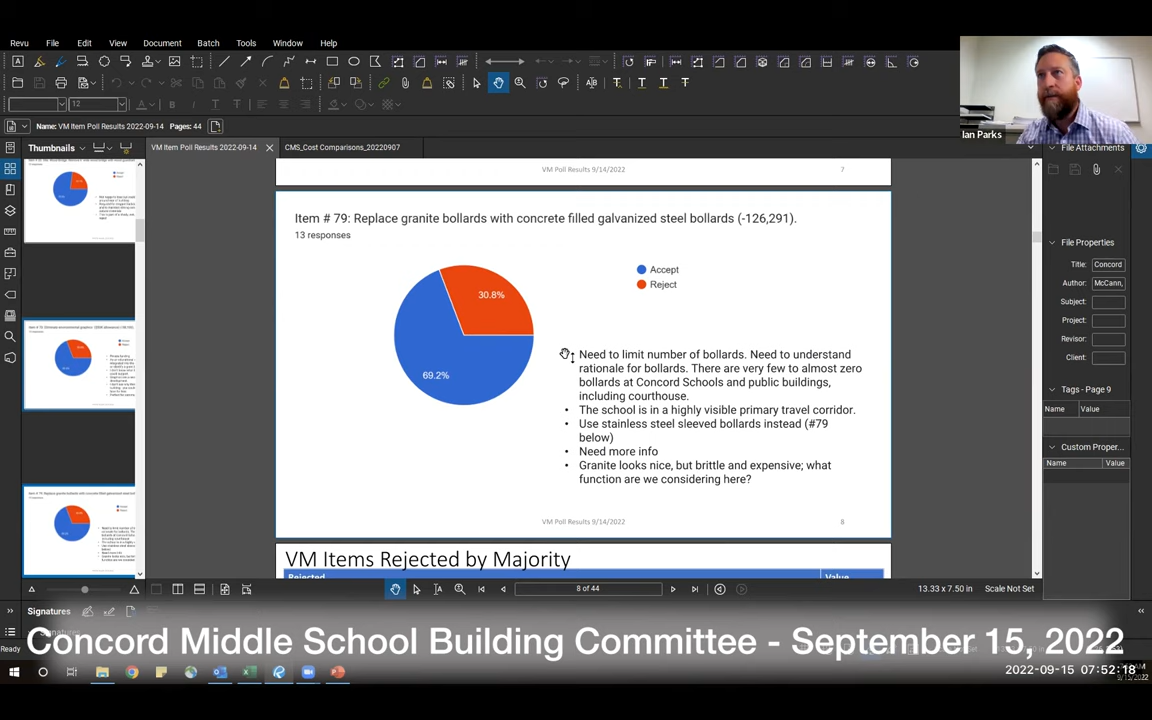 Revu File Edit View Document Batch Tools Window Help
12
Name: VM Item Poll Results 2022-09-14 Pages: 44
Ian Parks
Thumbnails
VM Item Poll Results 2022-09-14
CMS_Cost Comparisons_20220907
File Attachments
VM Poll Results 9/14/2022 7
Item # 79: Replace granite bollards with concrete filled galvanized steel bollards (-126,291).
13 responses
Accept
Reject
30.8%
69.2%
Need to limit number of bollards. Need to understand
rationale for bollards. There are very few to almost zero
bollards at Concord Schools and public buildings,
including courthouse.
• The school is in a highly visible primary travel corridor.
• Use stainless steel sleeved bollards instead (#79
below)
• Need more info
• Granite looks nice, but brittle and expensive; what
function are we considering here?
VM Poll Results 9/14/2022 8
VM Items Rejected by Majority
Rejected Value
File Properties
Title: Concord
Author: McCann,
Subject:
Project:
Revisor:
Client:
Tags - Page 9
Name Value
Custom Proper...
Name Value
8 of 44
13.33 x 7.50 in Scale Not Set
Signatures
Ready
Concord Middle School Building Committee - September 15, 2022
2022-09-15 07:52:18